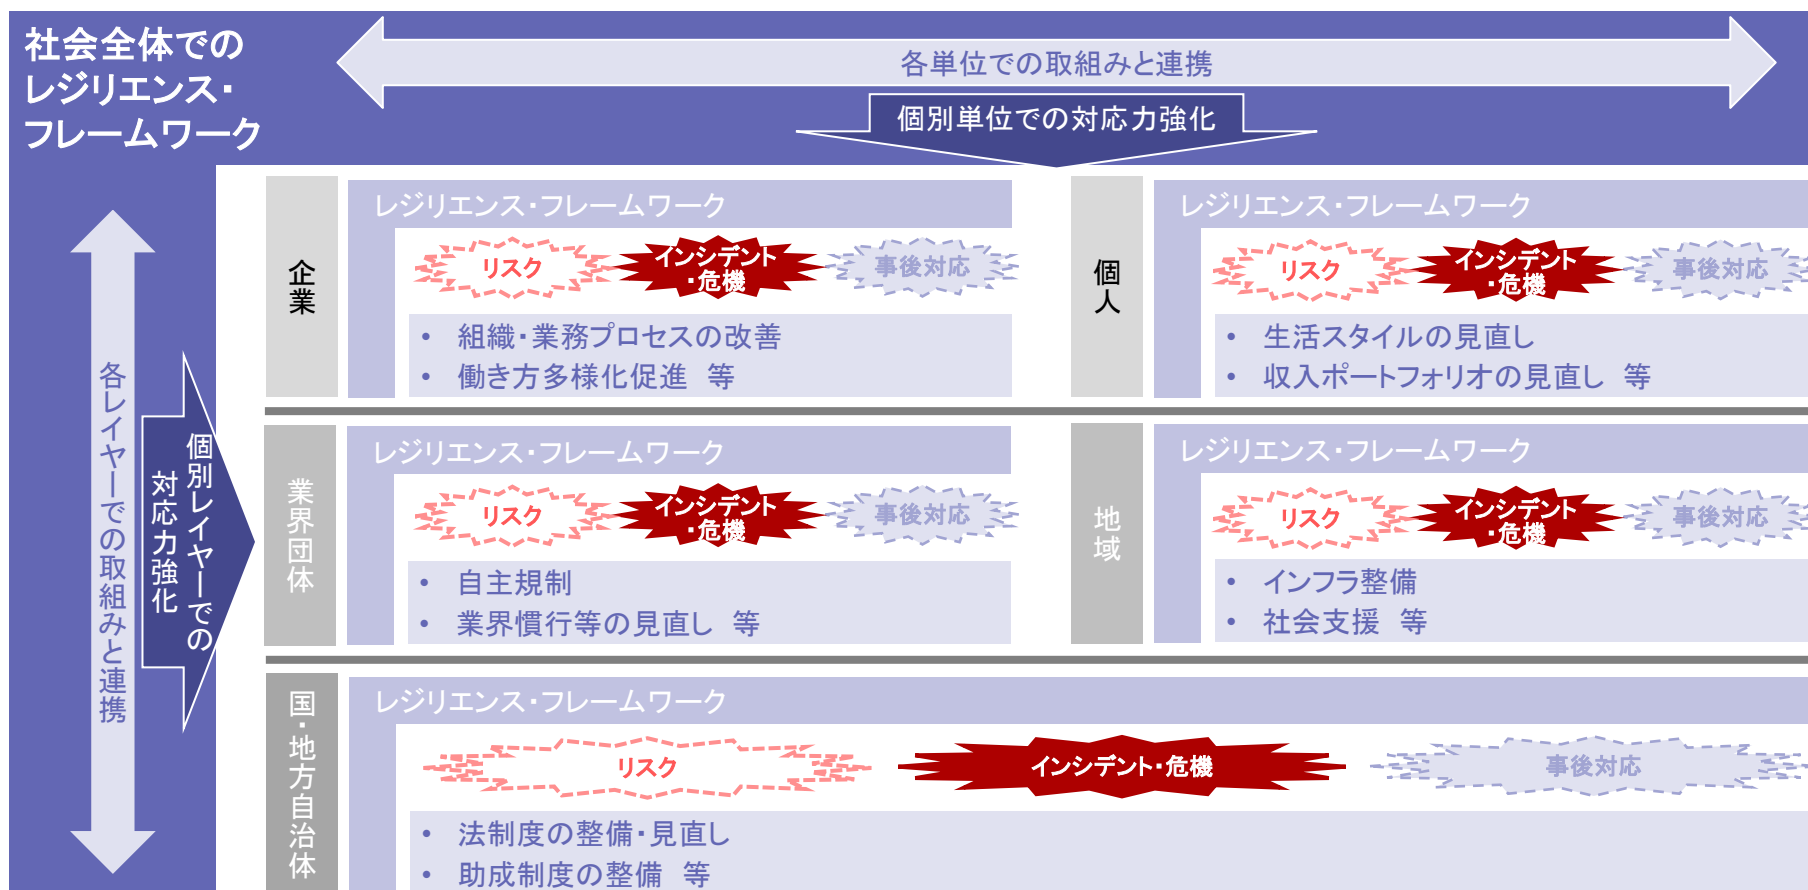 社会全体での
レジリエンス・
フレームワーク
各単位での取組みと連携
個別単位での対応力強化
各レイヤーでの取組みと連携
個別レイヤーでの
対応力強化
企業
レジリエンス・フレームワーク
リスク
インシデント
・危機
事後対応
• 組織・業務プロセスの改善
• 働き方多様化促進 等
個人
レジリエンス・フレームワーク
リスク
インシデント
・危機
事後対応
• 生活スタイルの見直し
• 収入ポートフォリオの見直し 等
業界団体
レジリエンス・フレームワーク
リスク
インシデント
・危機
事後対応
• 自主規制
• 業界慣行等の見直し 等
地域
レジリエンス・フレームワーク
リスク
インシデント
・危機
事後対応
• インフラ整備
• 社会支援 等
国・地方自治体
レジリエンス・フレームワーク
リスク
インシデント・危機
事後対応
• 法制度の整備・見直し
• 助成制度の整備 等